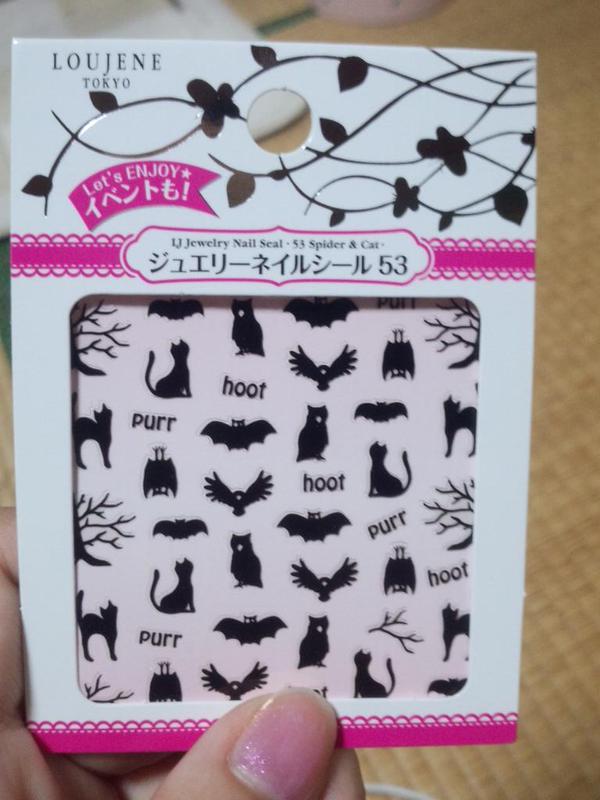 LOUJENE
TOKYO
Let's ENJOY★
イベントも!
LJ Jewelry Nail Seal · 53 Spider & Cat ·
ジュエリーネイルシール 53
purr
hoot
purr
hoot
purr
hoot
purr
hoot